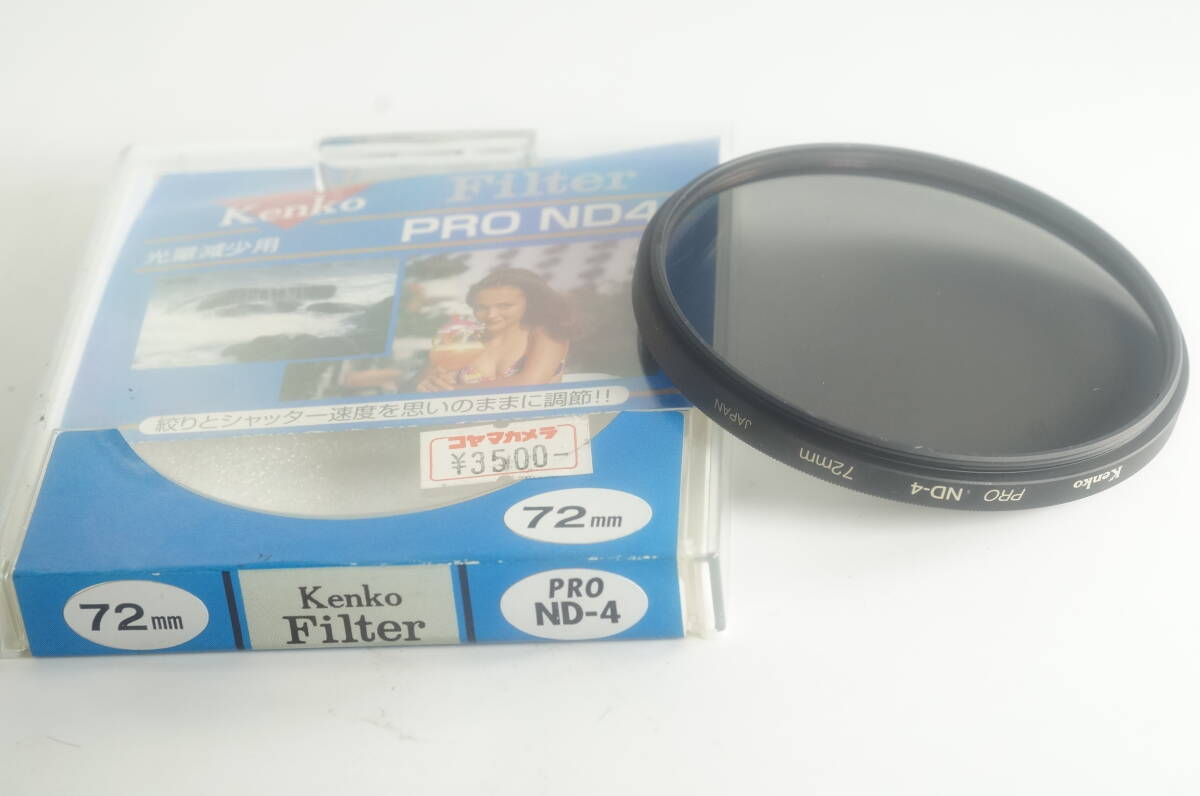 Kenko
Filter
PRO ND4
光量減少用
絞りとシャッター速度を思いのままに調節!!
コヤマカメラ
¥3500-
72mm
72mm
Kenko
Filter
PRO
ND-4
JAPAN
72mm
PRO ND-4
Kenko